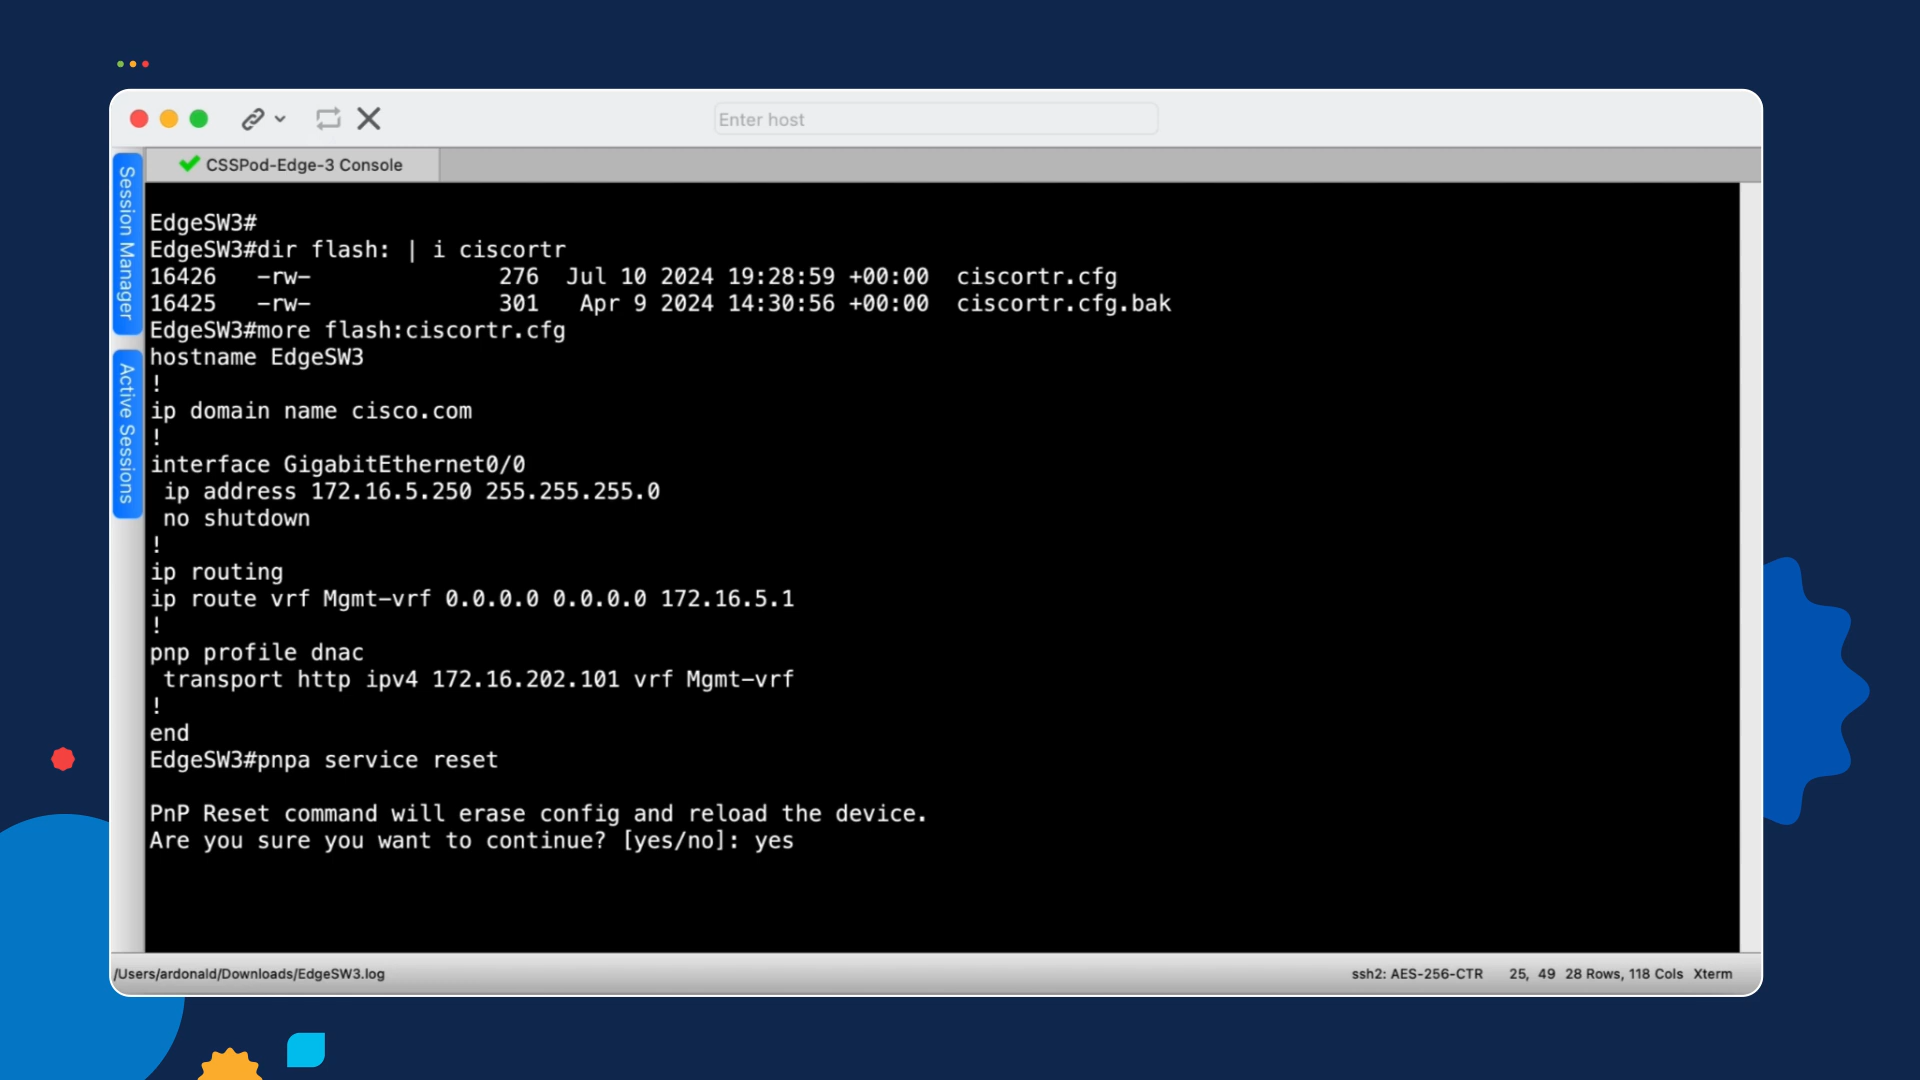 Enter host
CSSPod-Edge-3 Console
Session Manager
Active Sessions
EdgeSW3#
EdgeSW3#dir flash: | i ciscortr
16426   -rw-              276  Jul 10 2024 19:28:59 +00:00  ciscortr.cfg
16425   -rw-              301   Apr 9 2024 14:30:56 +00:00  ciscortr.cfg.bak
EdgeSW3#more flash:ciscortr.cfg
hostname EdgeSW3
!
ip domain name cisco.com
!
interface GigabitEthernet0/0
 ip address 172.16.5.250 255.255.255.0
 no shutdown
!
ip routing
ip route vrf Mgmt-vrf 0.0.0.0 0.0.0.0 172.16.5.1
!
pnp profile dnac
 transport http ipv4 172.16.202.101 vrf Mgmt-vrf
!
end
EdgeSW3#pnpa service reset
PnP Reset command will erase config and reload the device.
Are you sure you want to continue? [yes/no]: yes
/Users/ardonald/Downloads/EdgeSW3.log
ssh2: AES-256-CTR   25, 49  28 Rows, 118 Cols  Xterm